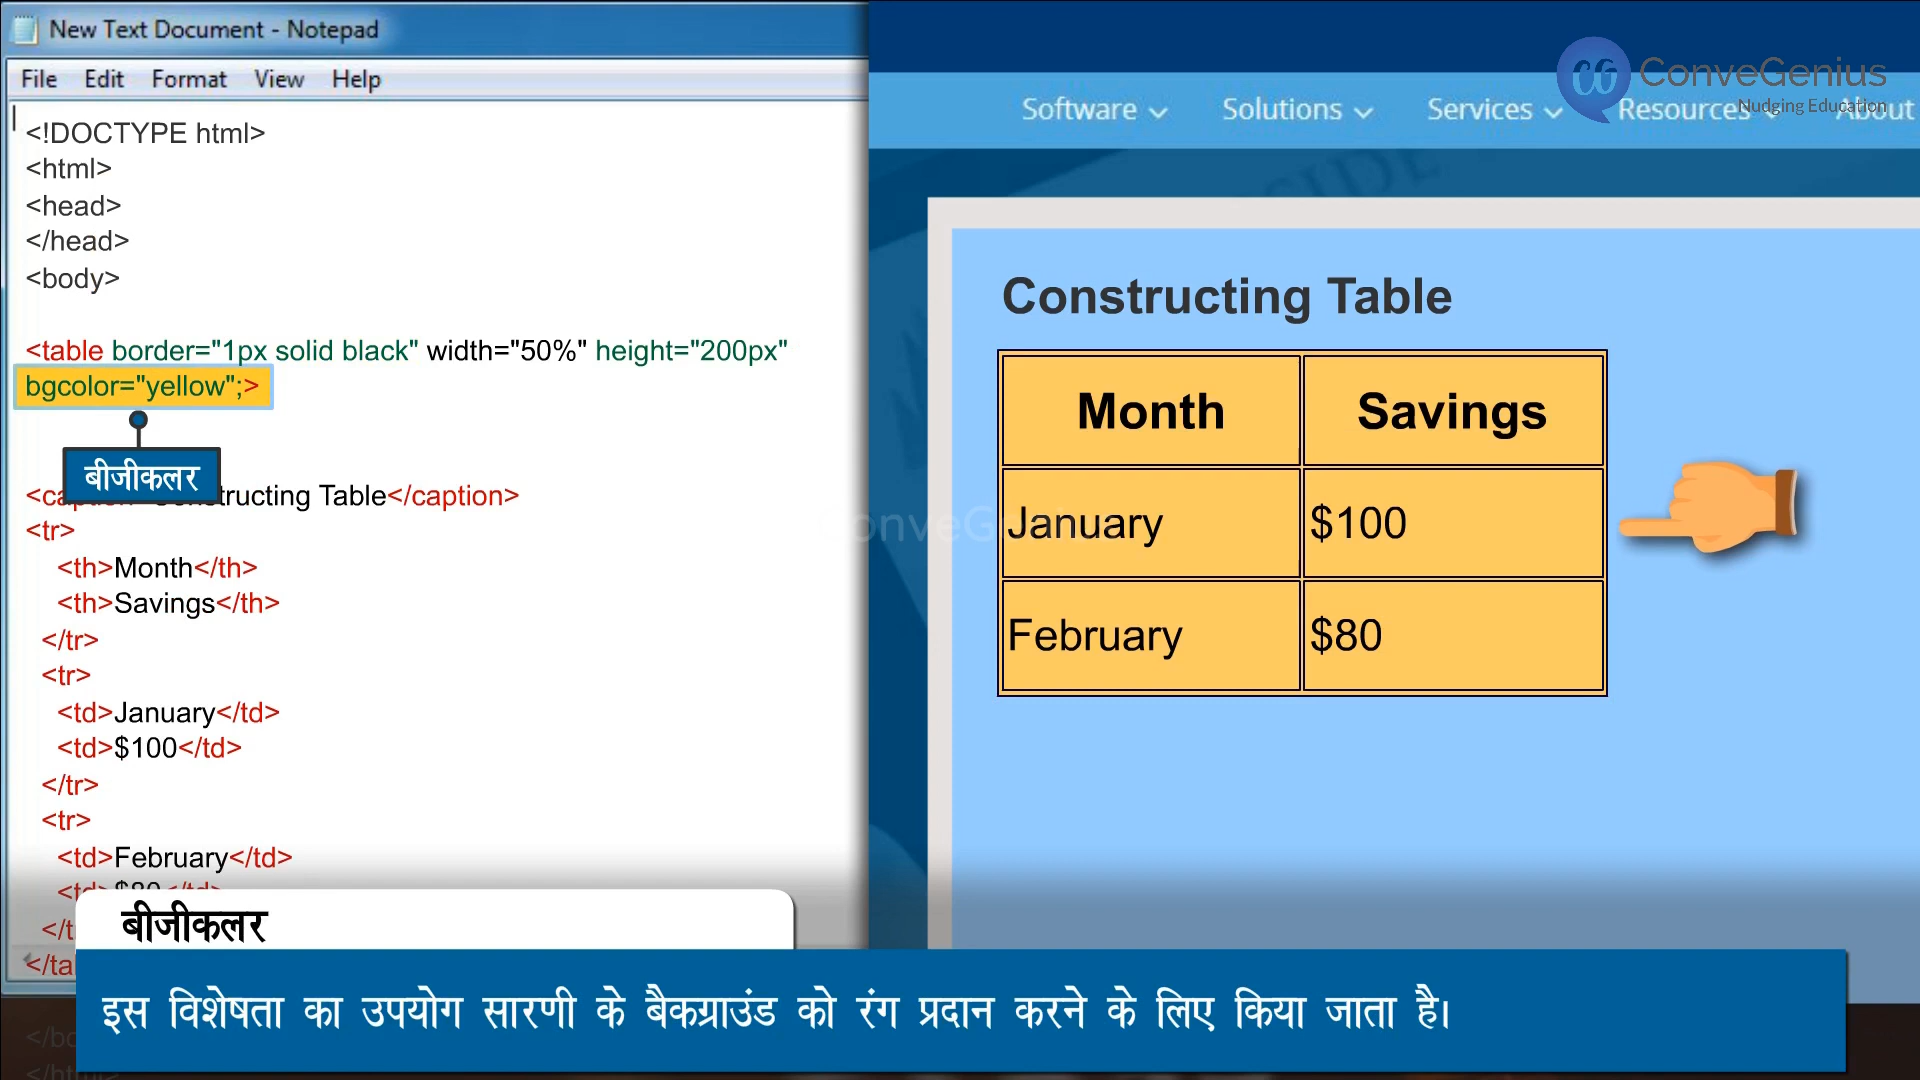 New Text Document - Notepad
File Edit Format View Help
<!DOCTYPE html>
<html>
<head>
</head>
<body>
<table border="1px solid black" width="50%" height="200px"
bgcolor="yellow";>
बीजीकलर
tructing Table</caption>
<tr>
<th>Month</th>
<th>Savings</th>
</tr>
<tr>
<td>January</td>
<td>$100</td>
</tr>
<tr>
<td>February</td>
Software Solutions Services Resources About
ConveGenius
Nudging Education
Constructing Table
Month Savings
January $100
February $80
बीजीकलर
इस विशेषता का उपयोग सारणी के बैकग्राउंड को रंग प्रदान करने के लिए किया जाता है।